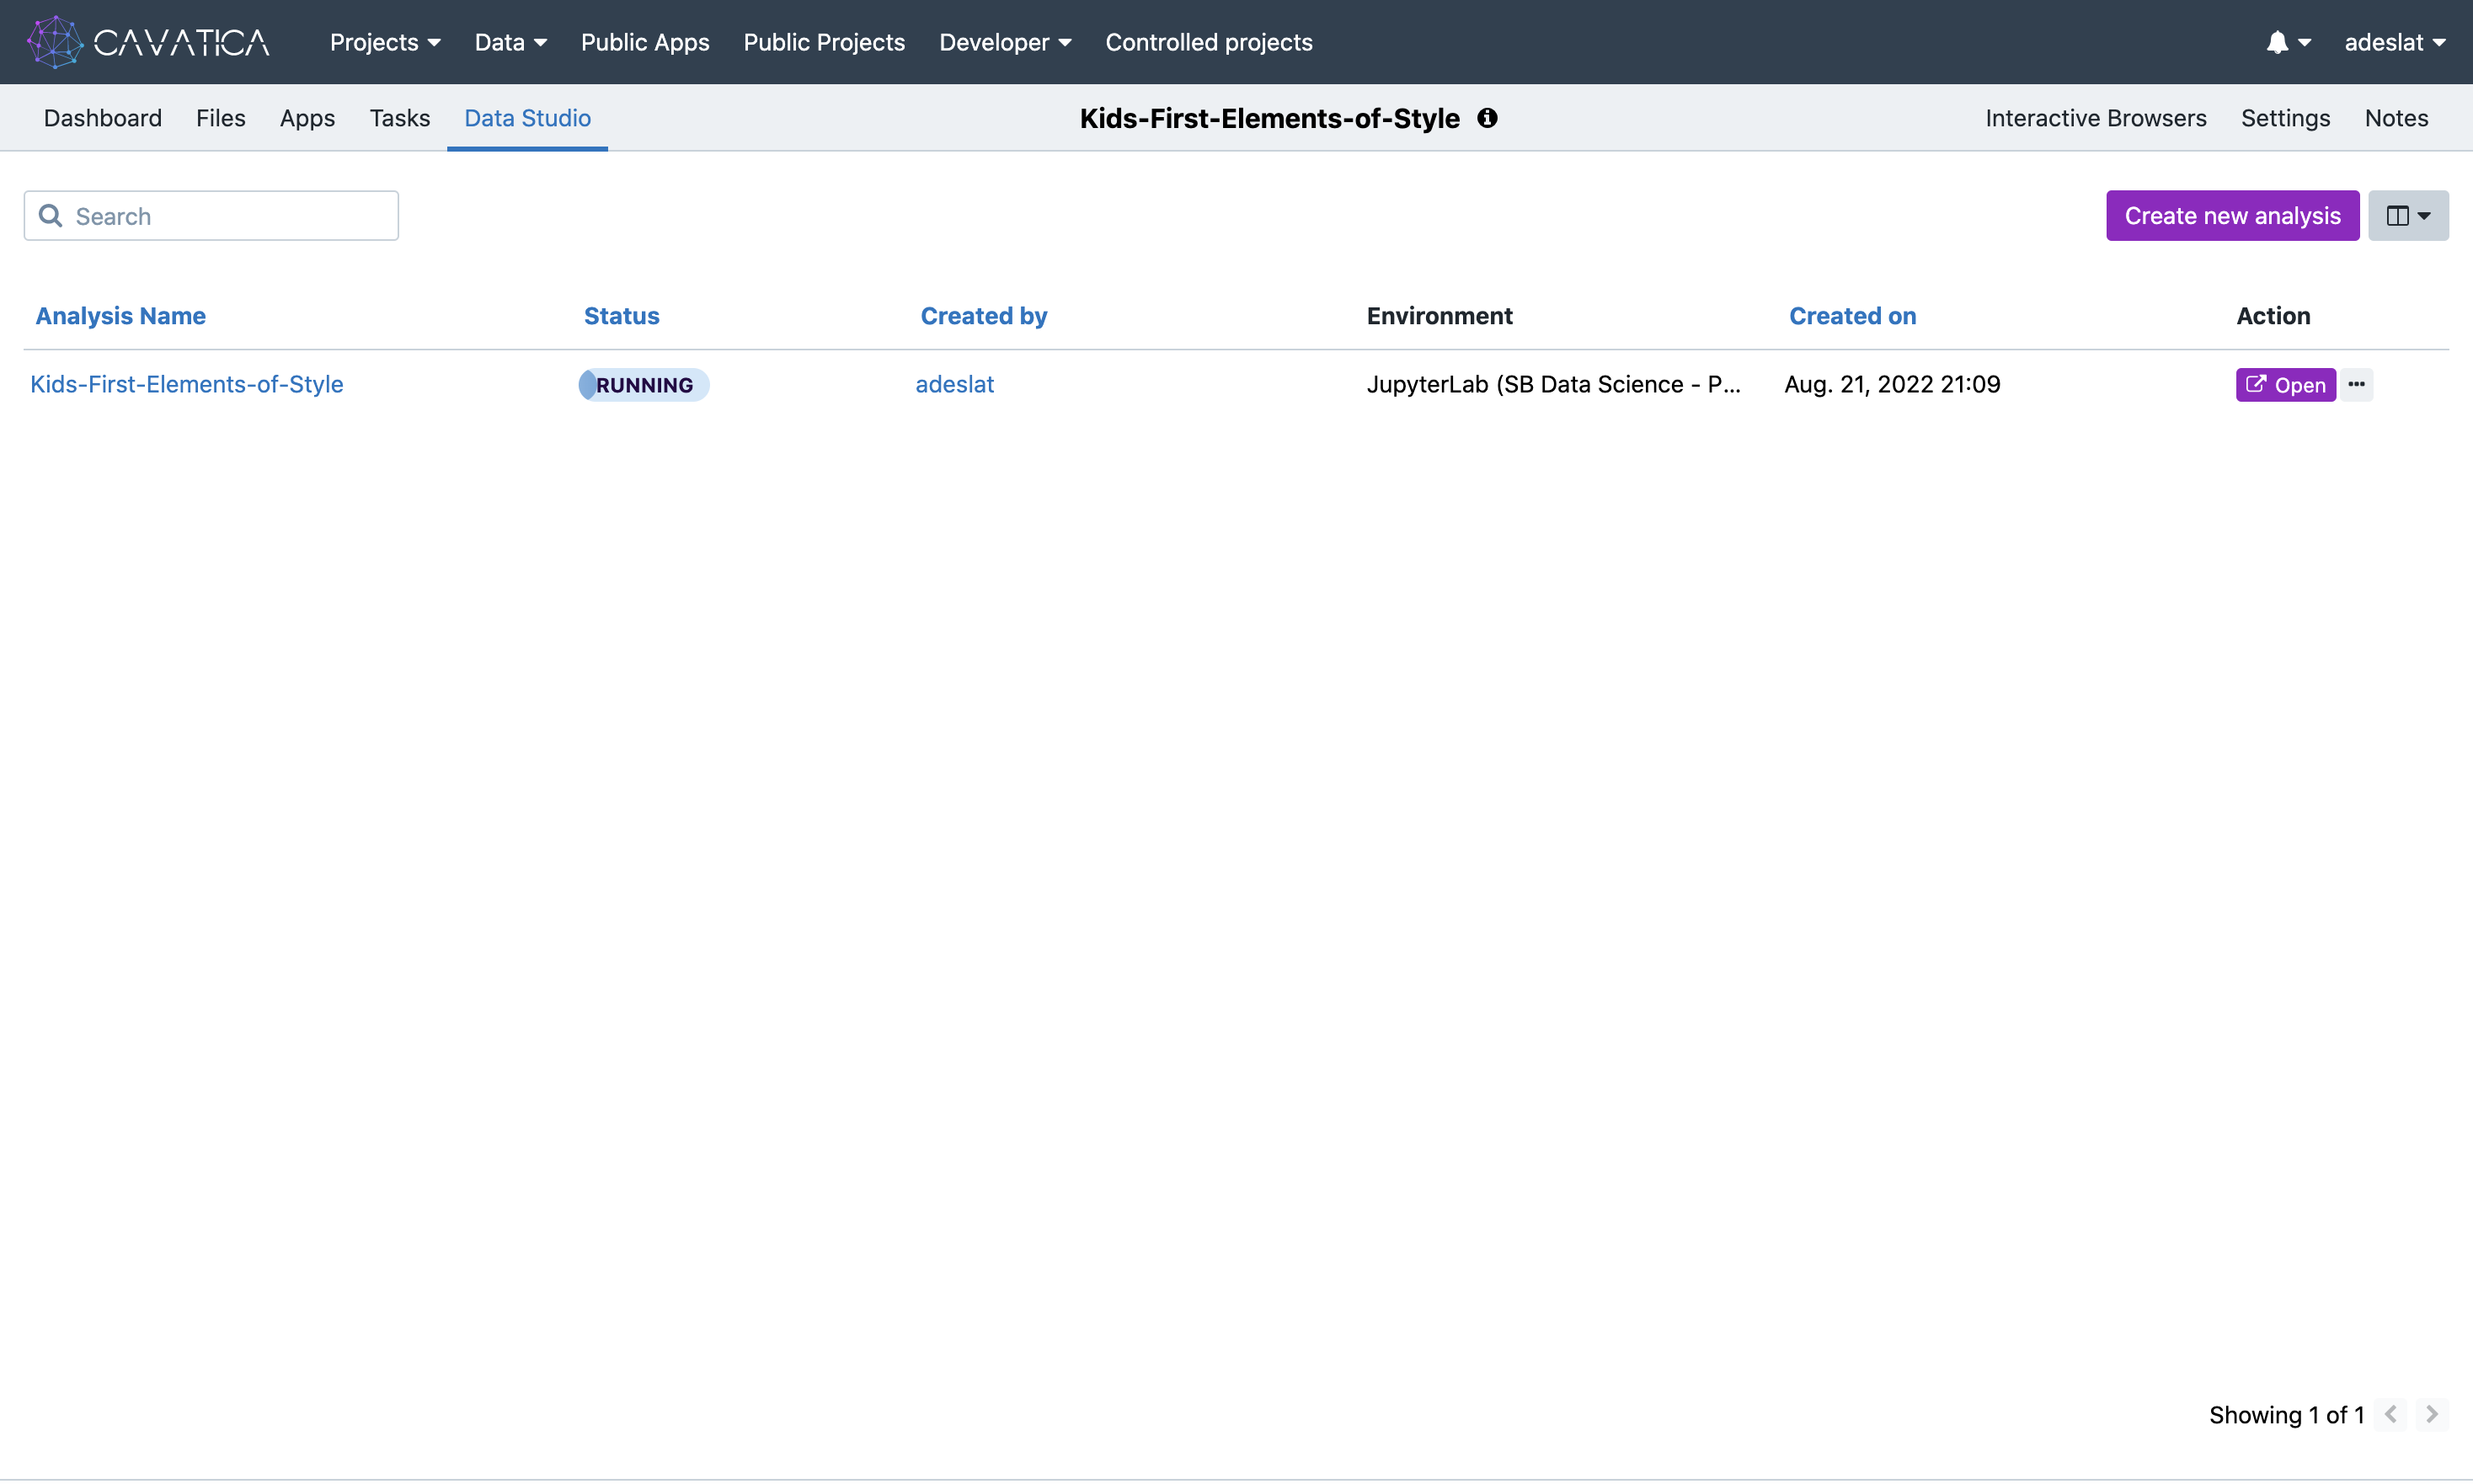 CAVATICA Projects Data Public Apps Public Projects Developer Controlled projects adeslat
Dashboard Files Apps Tasks Data Studio Kids-First-Elements-of-Style Interactive Browsers Settings Notes
Search Create new analysis
Analysis Name Status Created by Environment Created on Action
Kids-First-Elements-of-Style RUNNING adeslat JupyterLab (SB Data Science - P... Aug. 21, 2022 21:09 Open
Showing 1 of 1